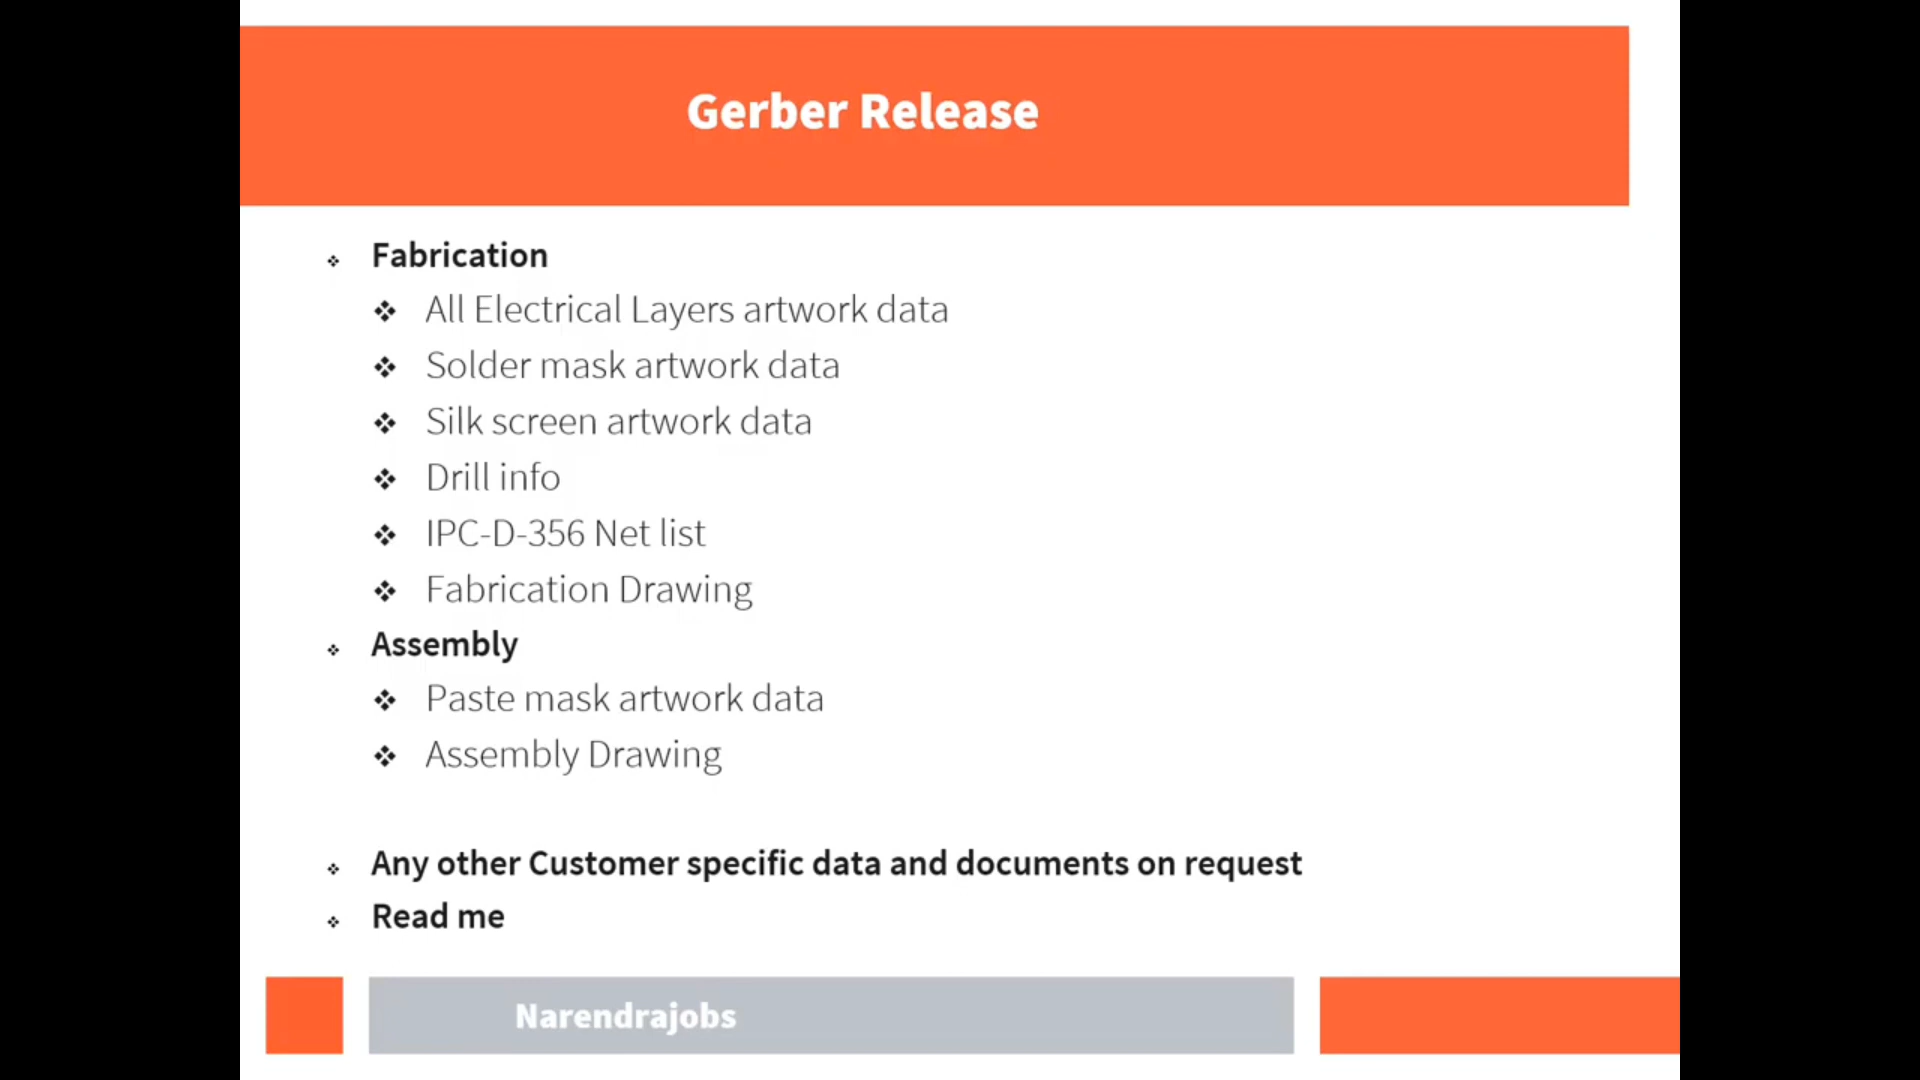 Gerber Release
Fabrication
All Electrical Layers artwork data
Solder mask artwork data
Silk screen artwork data
Drill info
IPC-D-356 Net list
Fabrication Drawing
Assembly
Paste mask artwork data
Assembly Drawing
Any other Customer specific data and documents on request
Read me
Narendrajobs